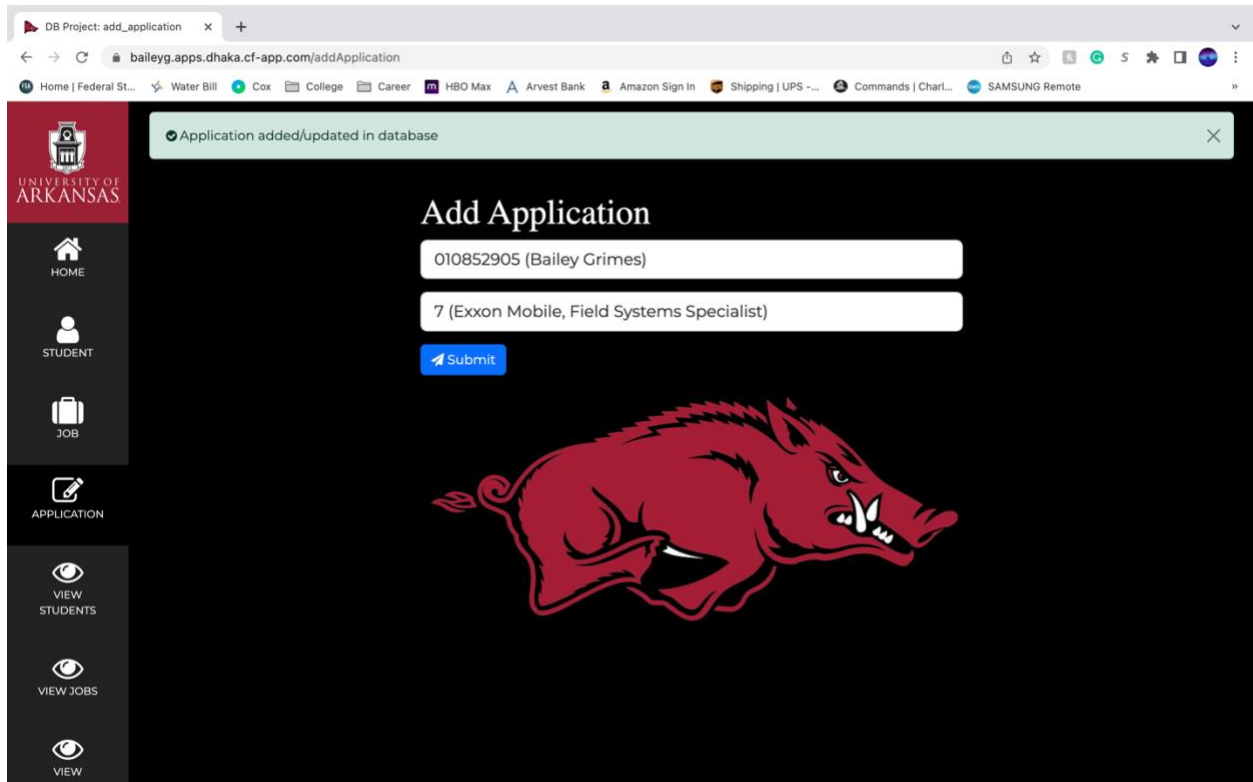 DB Project: add_application
baileyg.apps.dhaka.cf-app.com/addApplication
Home | Federal St... Water Bill Cox College Career HBO Max Arvest Bank Amazon Sign In Shipping | UPS -... Commands | Charl... SAMSUNG Remote
Application added/updated in database
UNIVERSITY OF
ARKANSAS
HOME
STUDENT
JOB
APPLICATION
VIEW
STUDENTS
VIEW JOBS
VIEW
Add Application
010852905 (Bailey Grimes)
7 (Exxon Mobile, Field Systems Specialist)
Submit